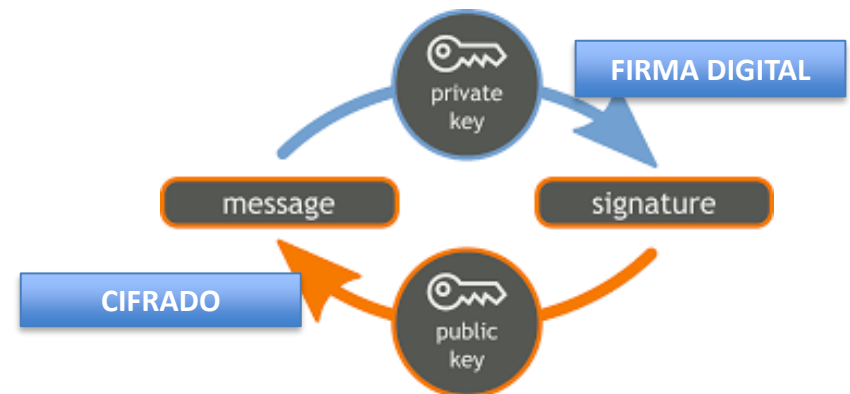 private
key
FIRMA DIGITAL
message
signature
CIFRADO
public
key